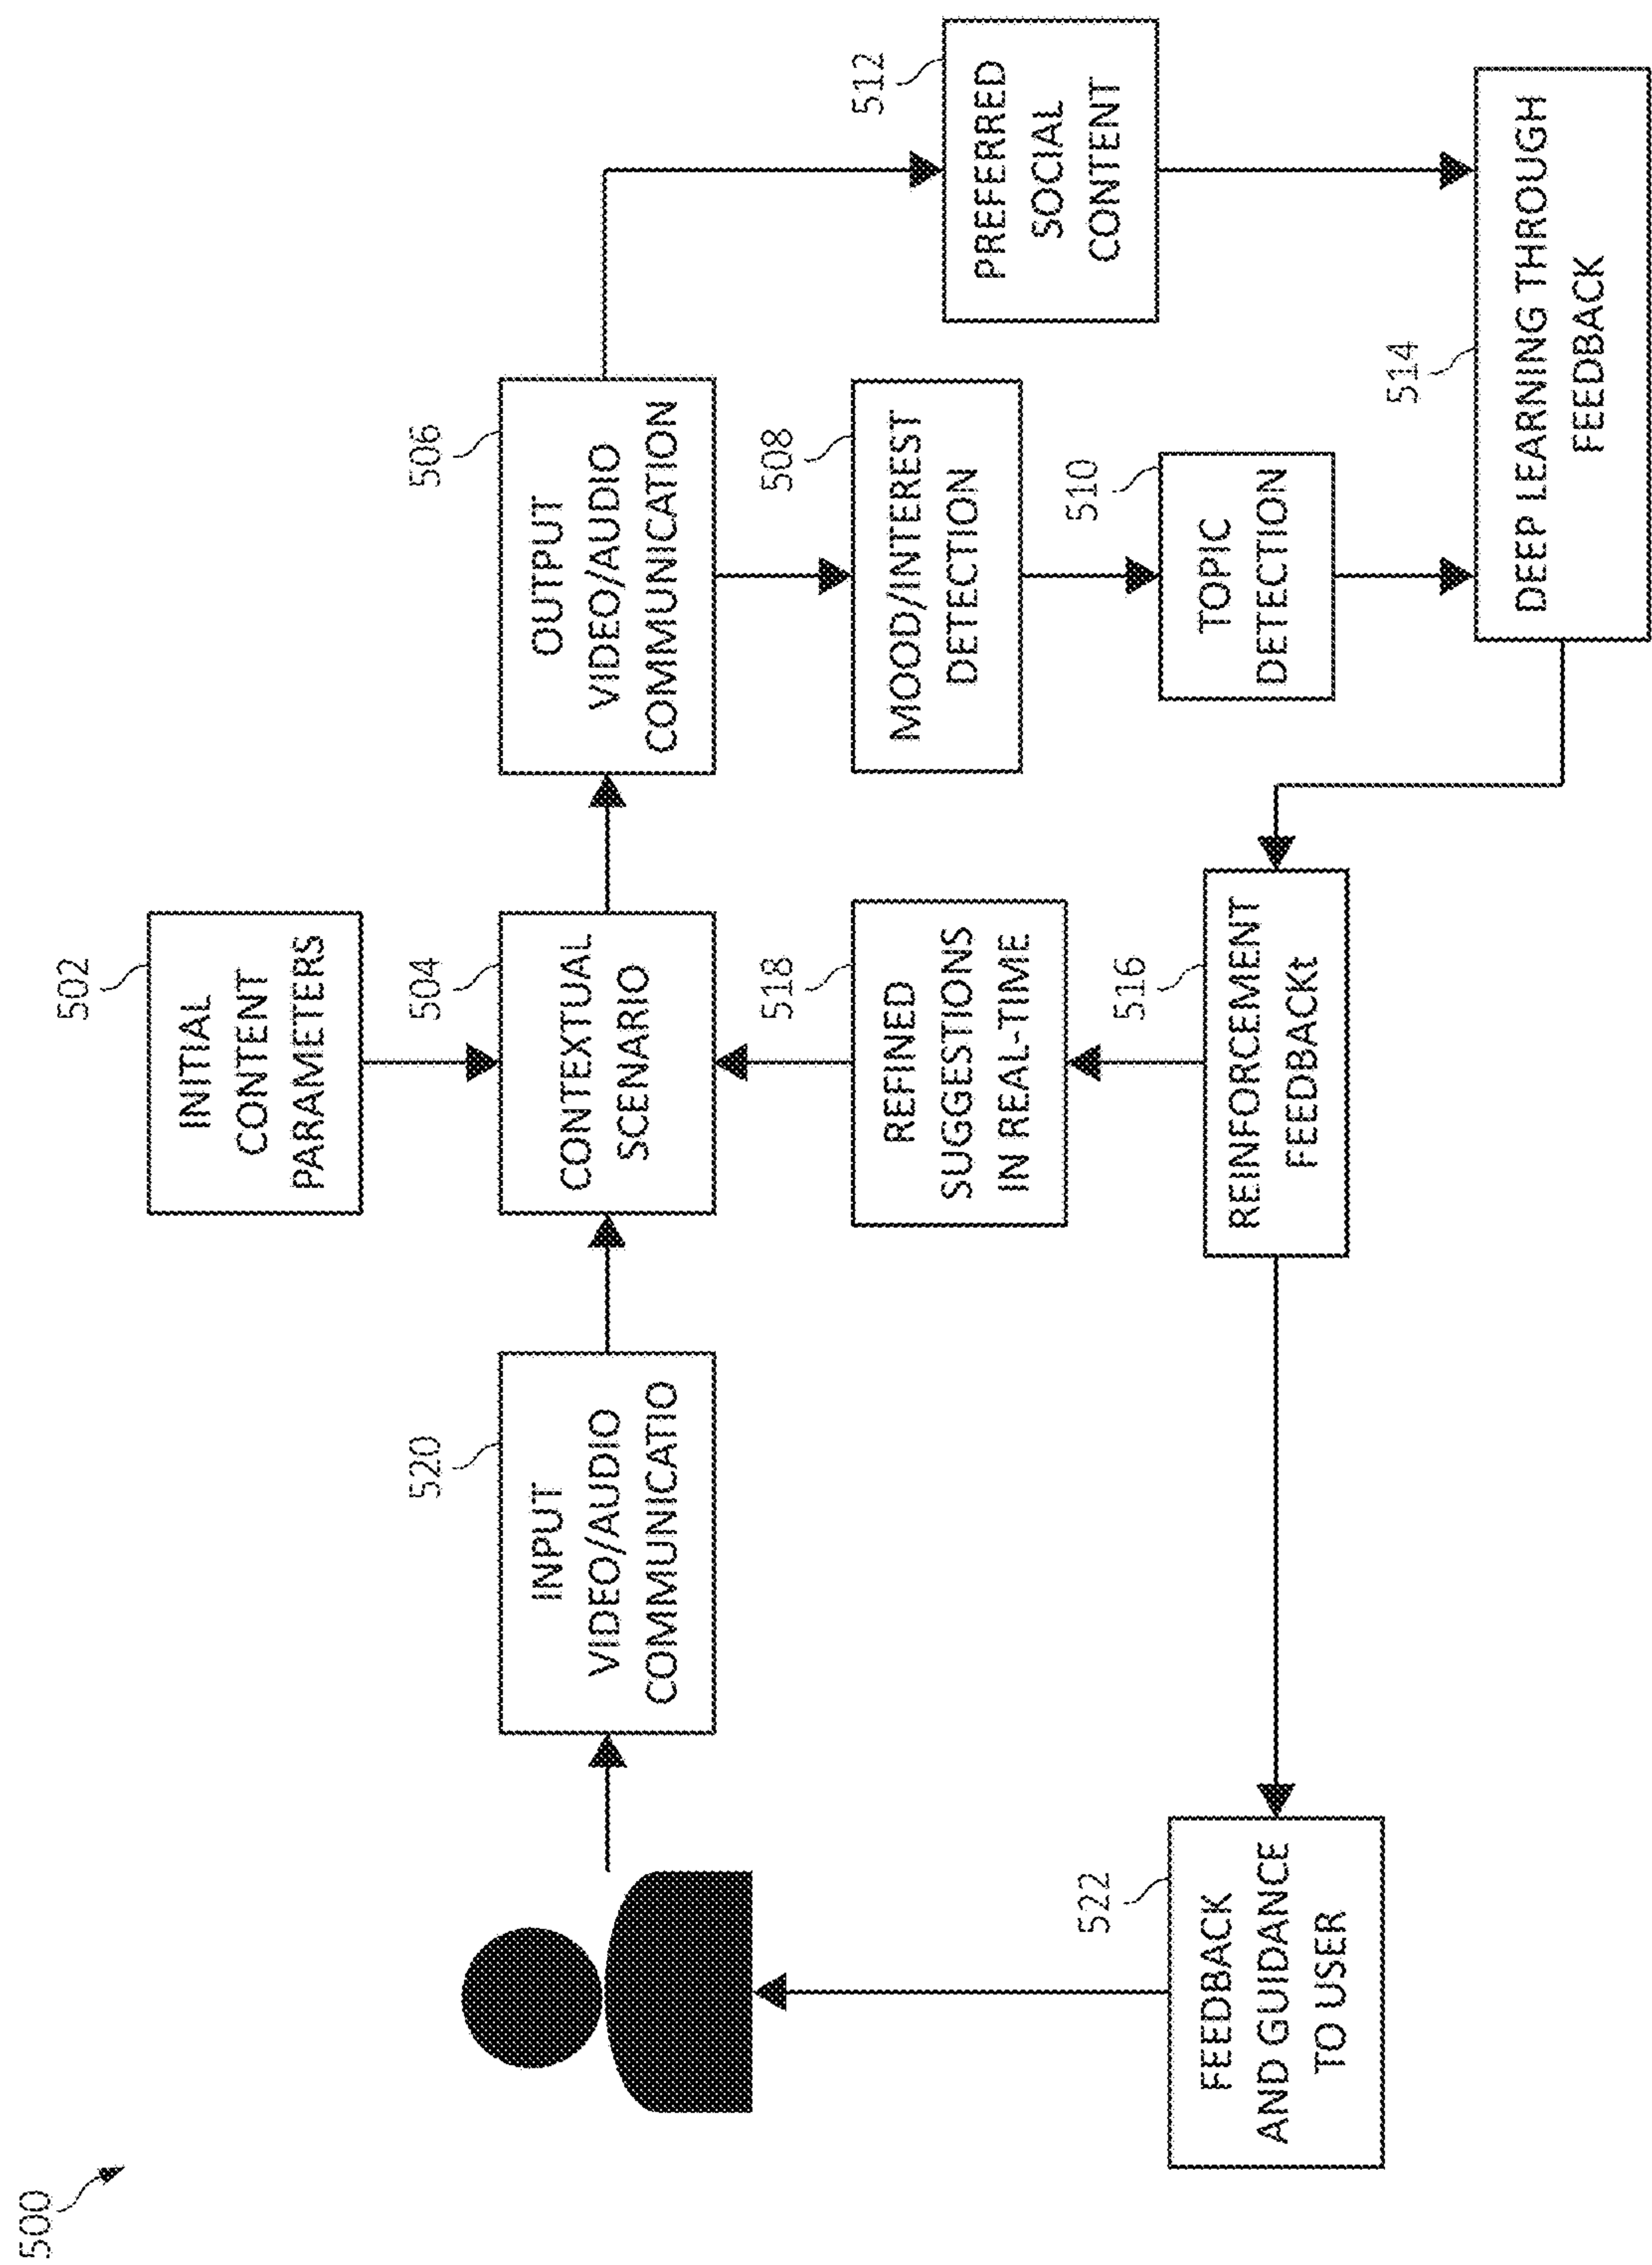 500
502
INITIAL
CONTENT
PARAMETERS
520
INPUT
VIDEO/AUDIO
COMMUNICATIO
504
CONTEXTUAL
SCENARIO
506
OUTPUT
VIDEO/AUDIO
COMMUNICATION
518
REFINED
SUGGESTIONS
IN REAL-TIME
508
MOOD/INTEREST
DETECTION
512
PREFERRED
SOCIAL
CONTENT
522
FEEDBACK
AND GUIDANCE
TO USER
516
REINFORCEMENT
FEEDBACKt
510
TOPIC
DETECTION
514
DEEP LEARNING THROUGH
FEEDBACK